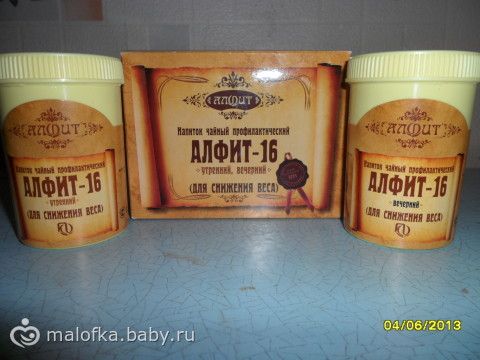 АЛФИТ
Напиток чайный профилактический
АЛФИТ-16
утренний
(ДЛЯ СНИЖЕНИЯ ВЕСА)
АЛФИТ
Напиток чайный профилактический
АЛФИТ-16
утренний, вечерний
(ДЛЯ СНИЖЕНИЯ ВЕСА)
АЛФИТ
Напиток чайный профилактический
АЛФИТ-16
вечерний
(ДЛЯ СНИЖЕНИЯ ВЕСА)
malofka.baby.ru
04/06/2013